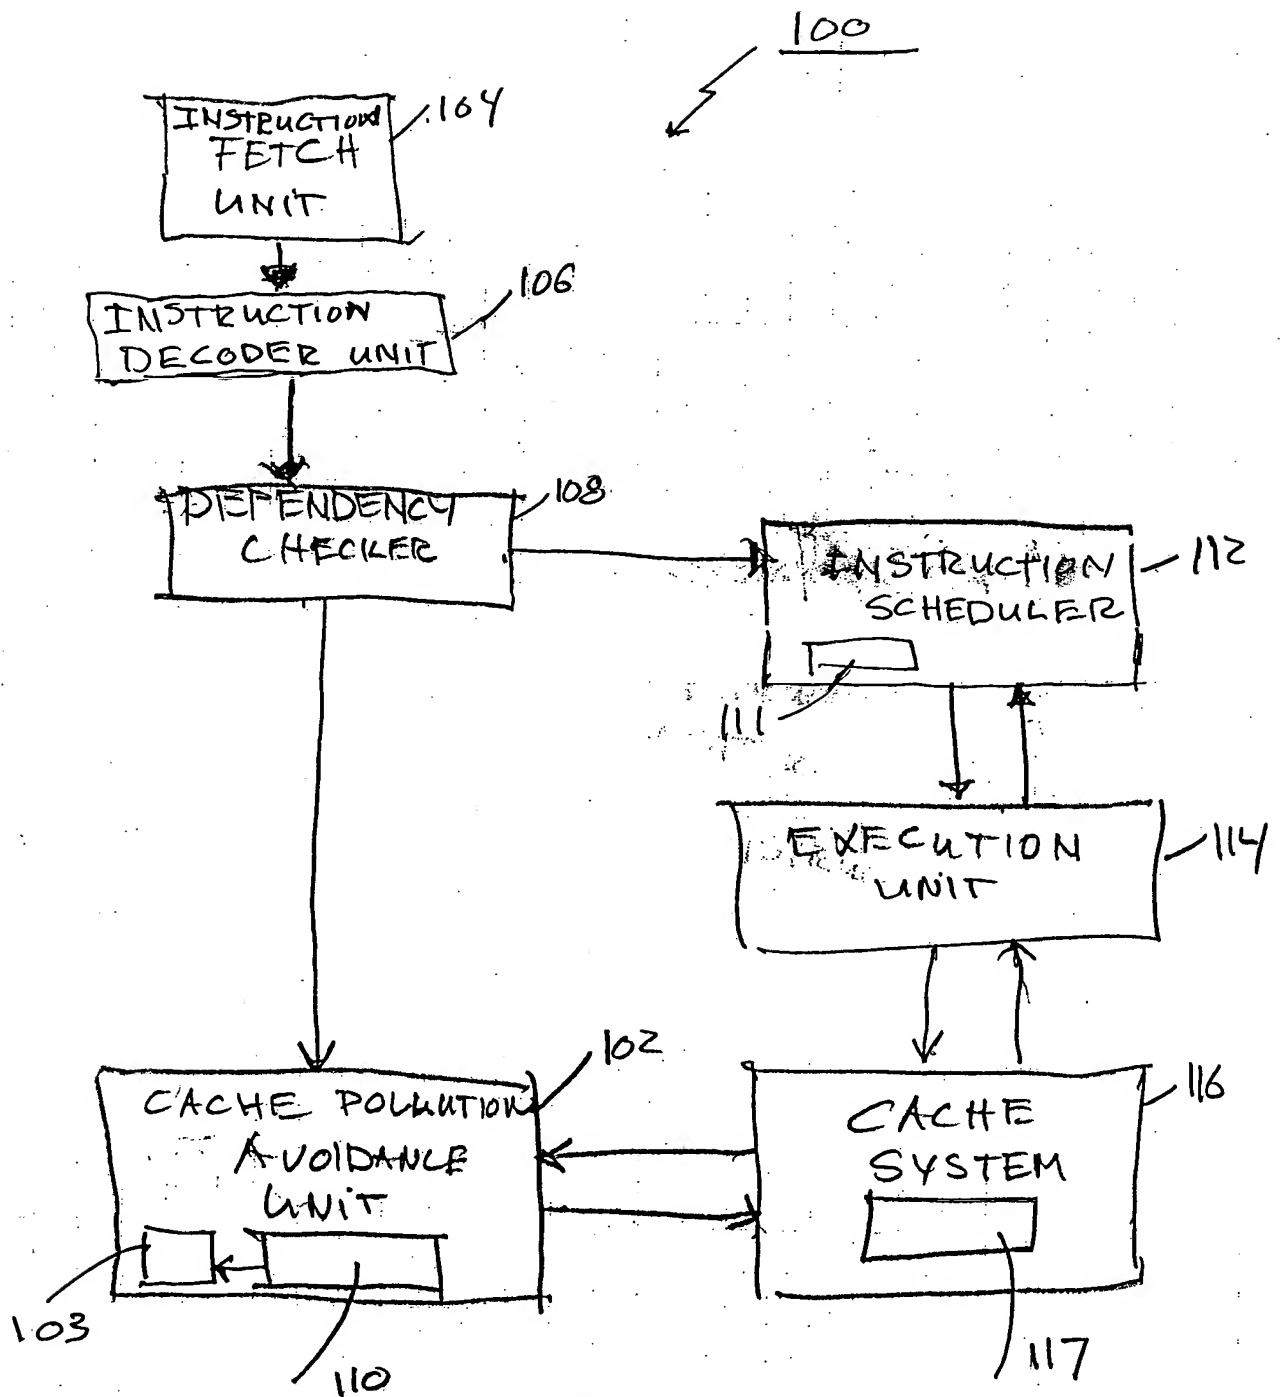 100
INSTRUCTION
FETCH
UNIT
104
106
INSTRUCTION
DECODER UNIT
DEPENDENCY
CHECKER
108
INSTRUCTION
SCHEDULER
112
111
EXECUTION
UNIT
114
102
CACHE POLLUTION
AVOIDANCE
UNIT
103
110
CACHE
SYSTEM
116
117